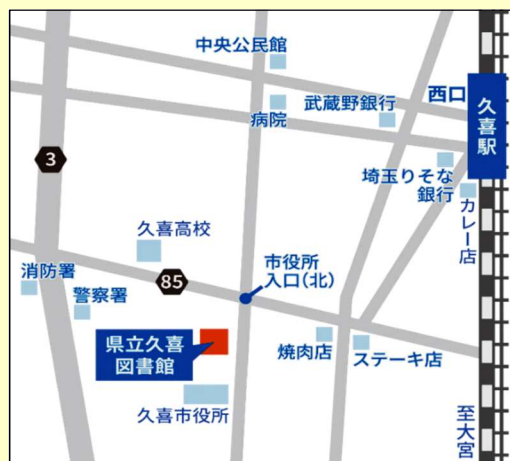 中央公民館
病院
武蔵野銀行
西口
久喜駅
埼玉りそな
銀行
カレー店
3
久喜高校
消防署
警察署
85
市役所
入口(北)
県立久喜
図書館
焼肉店
ステーキ店
久喜市役所
至大宮